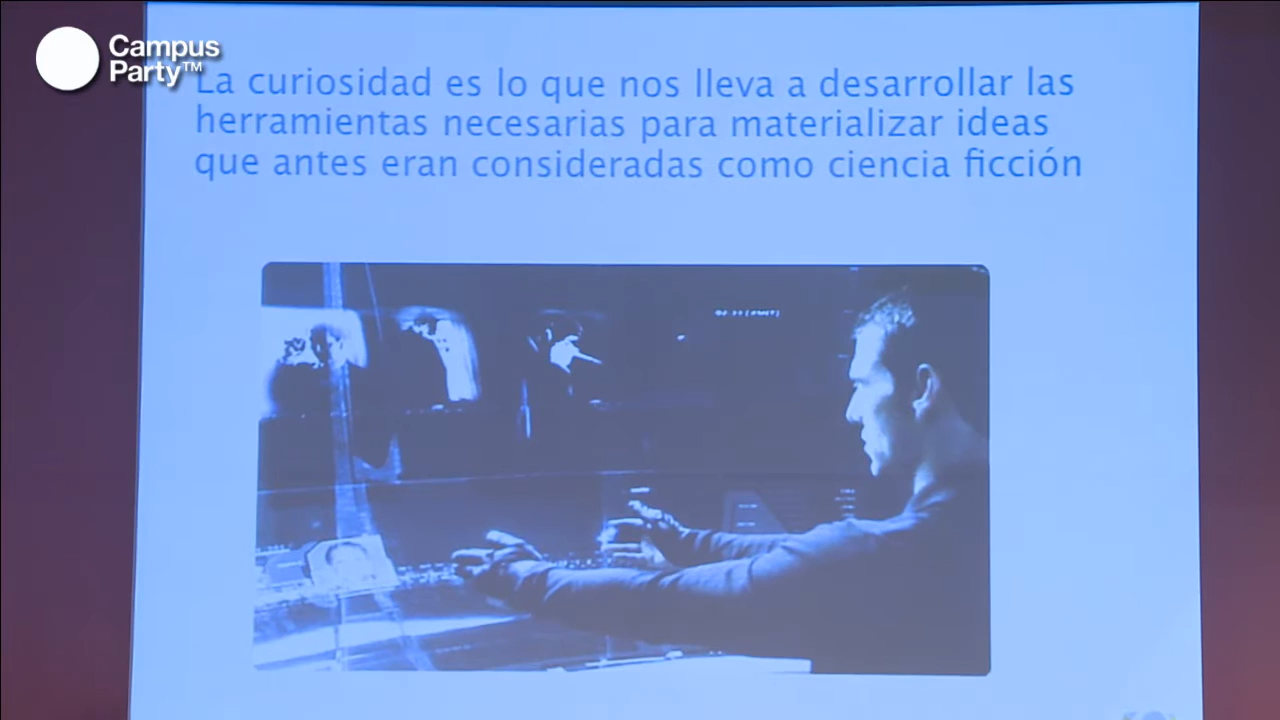 Campus
Party™
La curiosidad es lo que nos lleva a desarrollar las
herramientas necesarias para materializar ideas
que antes eran consideradas como ciencia ficción